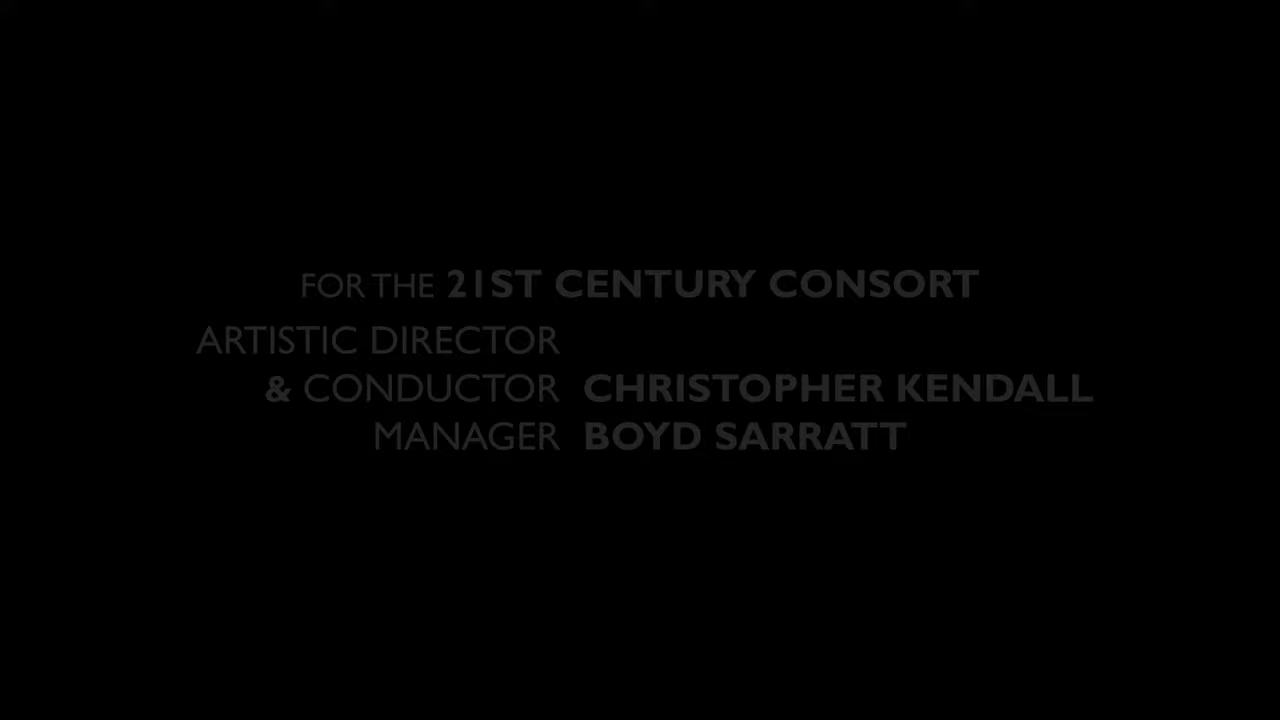 FOR THE 21ST CENTURY CONSORT
ARTISTIC DIRECTOR
& CONDUCTOR CHRISTOPHER KENDALL
MANAGER BOYD SARRATT